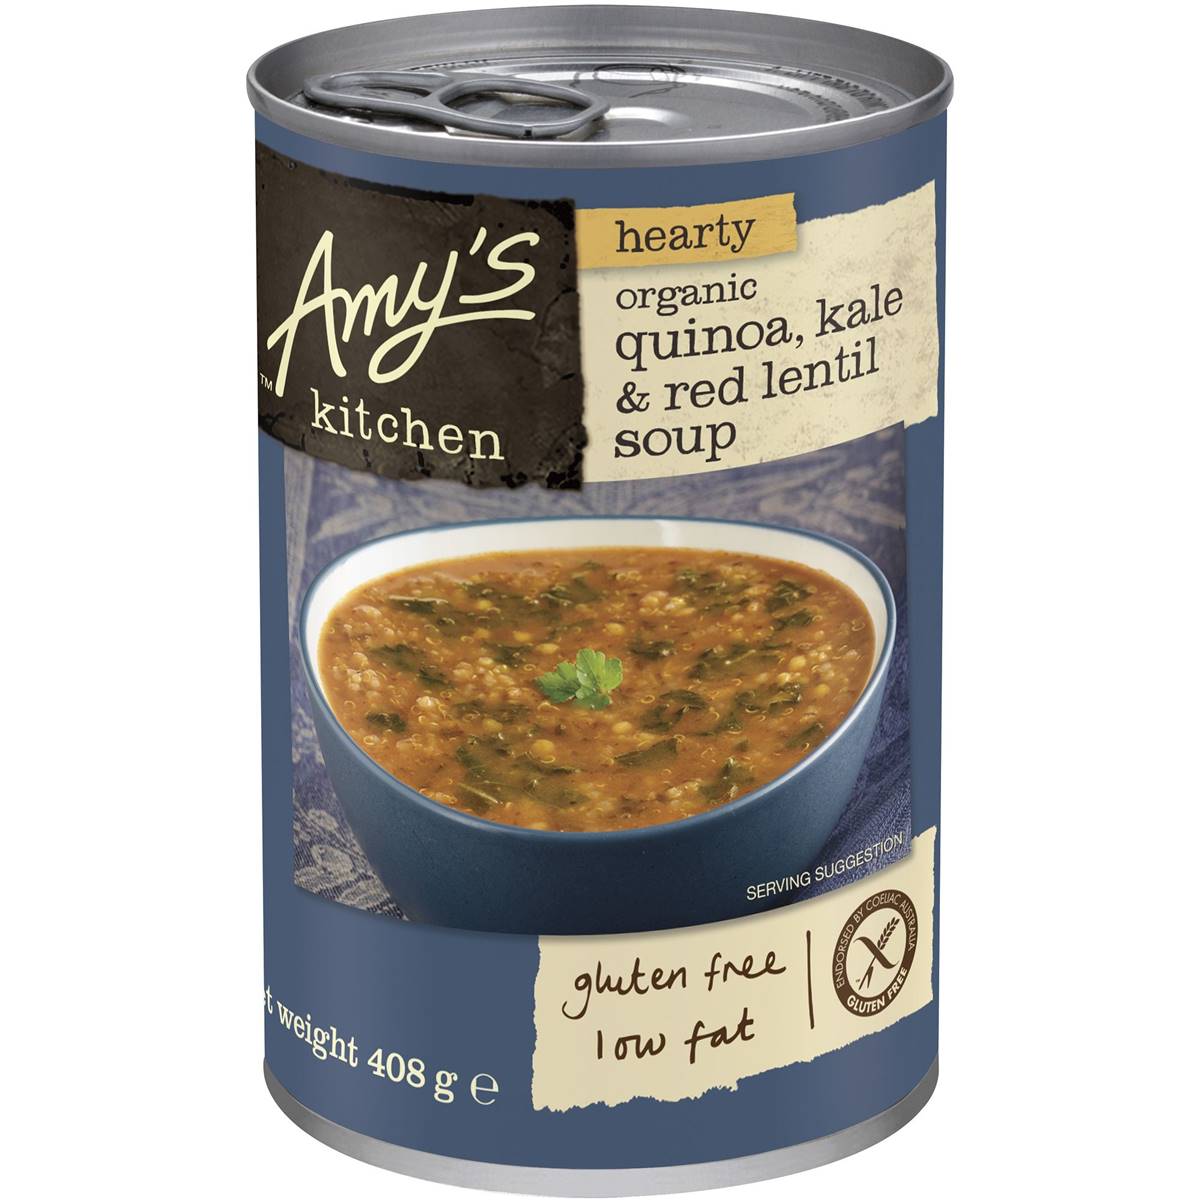 Amy's
™
kitchen
hearty
organic
quinoa, kale
& red lentil
soup
SERVING SUGGESTION
gluten free
low fat
ENDORSED BY COELIAC AUSTRALIA
GLUTEN FREE
t weight 408 g ℮